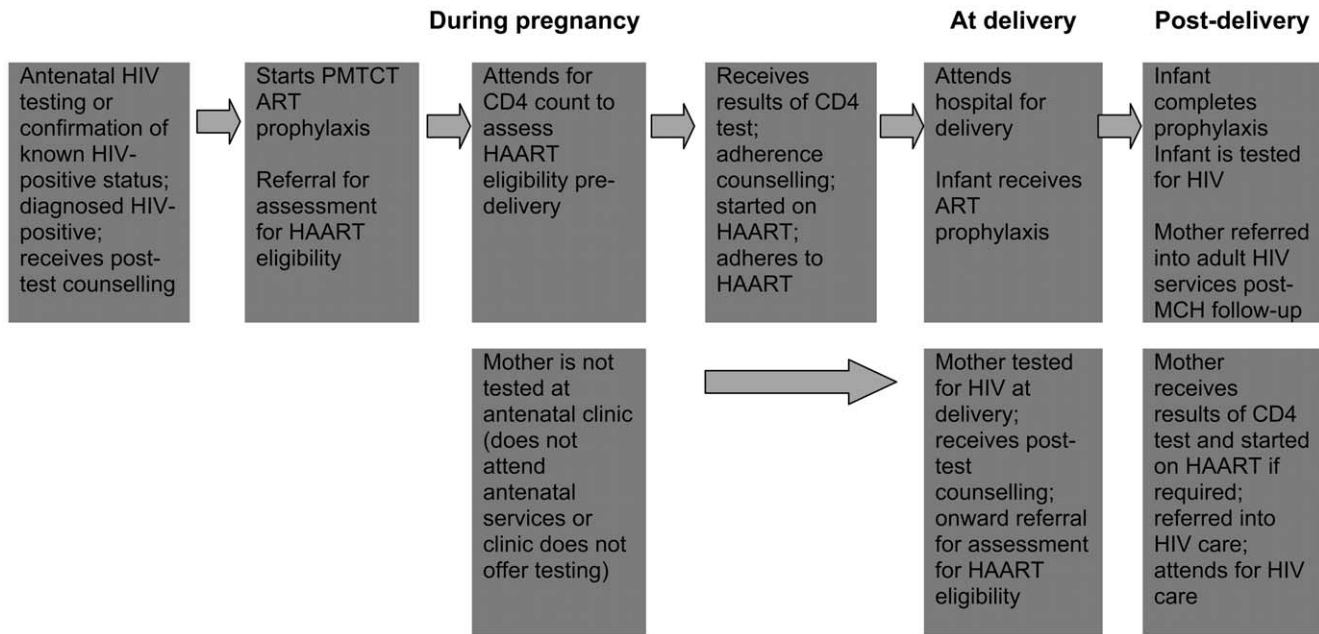 During pregnancy
At delivery
Post-delivery
Antenatal HIV
testing or
confirmation of
known HIV-
positive status;
diagnosed HIV-
positive;
receives post-
test counselling
Starts PMTCT
ART
prophylaxis
Referral for
assessment
for HAART
eligibility
Attends for
CD4 count to
assess
HAART
eligibility pre-
delivery
Receives
results of CD4
test;
adherence
counselling;
started on
HAART;
adheres to
HAART
Attends
hospital for
delivery
Infant receives
ART
prophylaxis
Infant
completes
prophylaxis
Infant is tested
for HIV
Mother referred
into adult HIV
services post-
MCH follow-up
Mother is not
tested at
antenatal clinic
(does not
attend
antenatal
services or
clinic does not
offer testing)
Mother tested
for HIV at
delivery;
receives post-
test
counselling;
onward referral
for assessment
for HAART
eligibility
Mother
receives
results of CD4
test and started
on HAART if
required;
referred into
HIV care;
attends for HIV
care